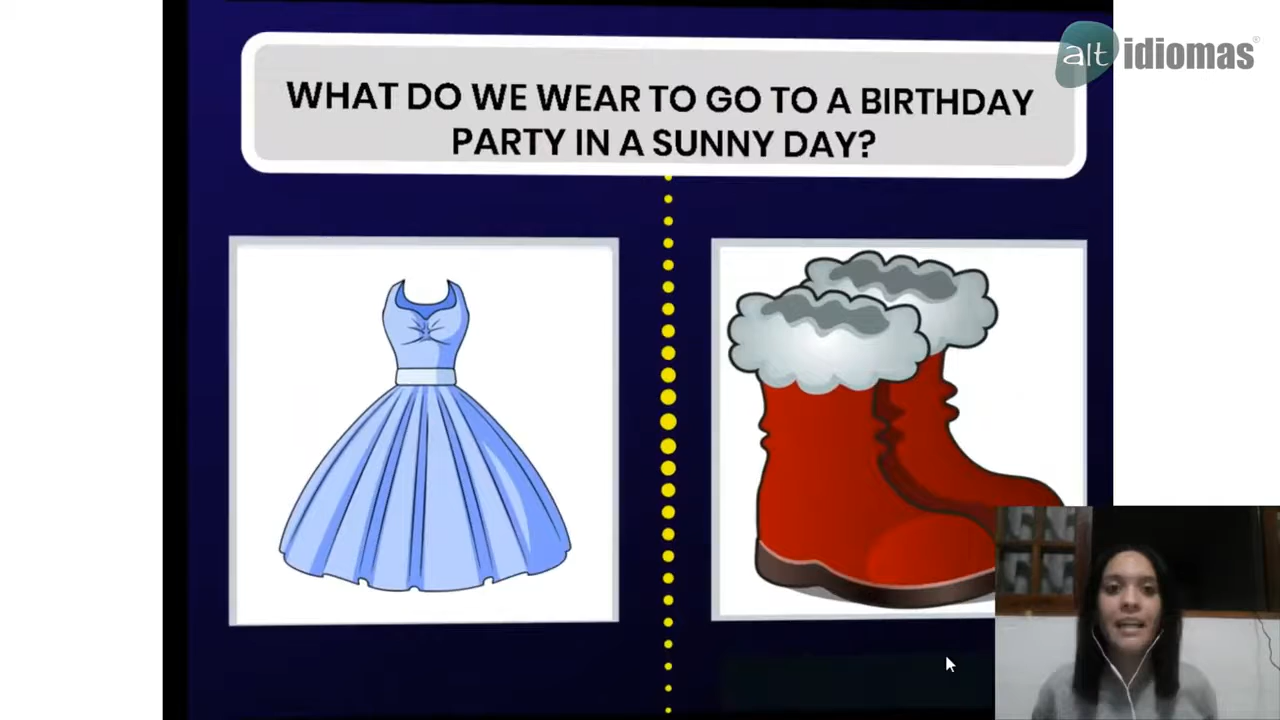 alt idiomas
WHAT DO WE WEAR TO GO TO A BIRTHDAY
PARTY IN A SUNNY DAY?